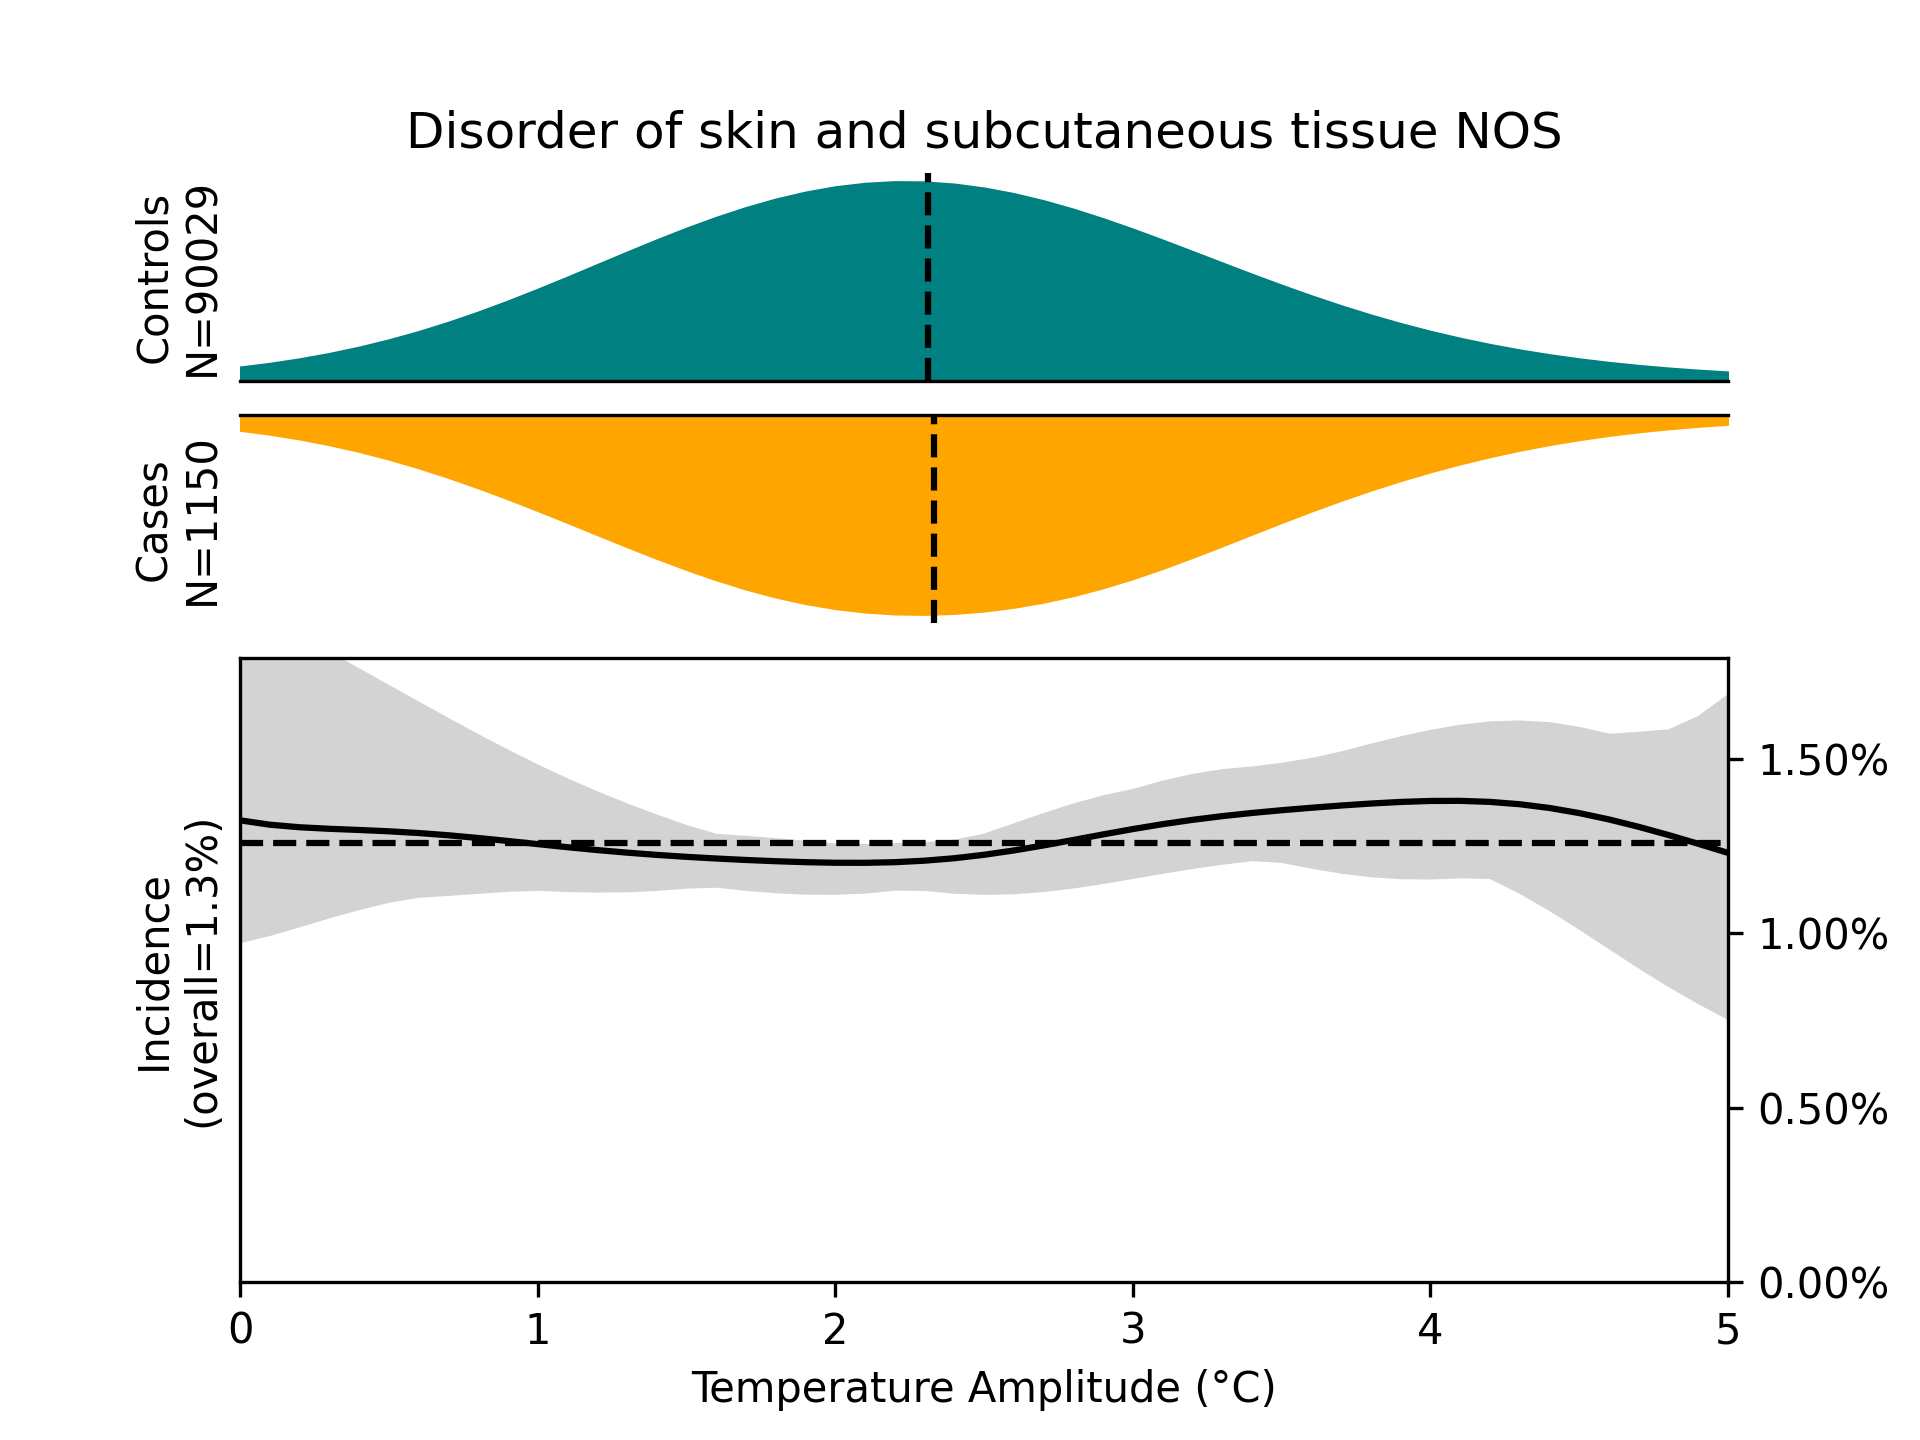 Disorder of skin and subcutaneous tissue NOS
Controls
N=90029
Cases
N=1150
Incidence
(overall=1.3%)
1.50%
1.00%
0.50%
0.00%
0 1 2 3 4 5
Temperature Amplitude (°C)